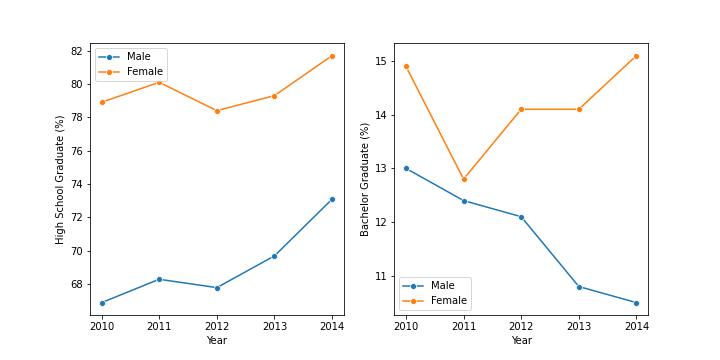 82
80
78
76
74
72
70
68
High School Graduate (%)
2010 2011 2012 2013 2014
Year
Male
Female
15
14
13
12
11
Bachelor Graduate (%)
2010 2011 2012 2013 2014
Year
Male
Female